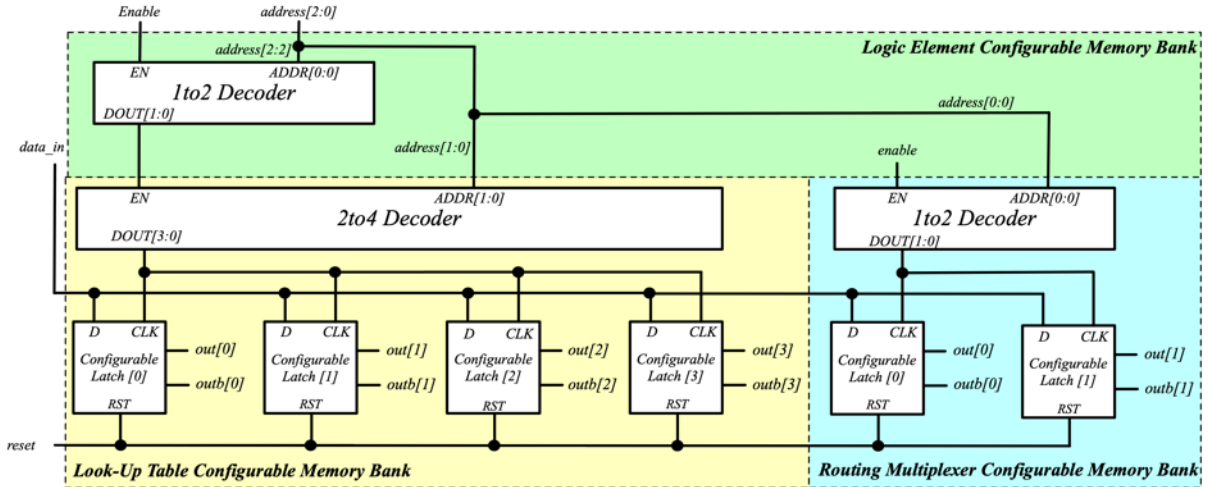 Enable
address[2:0]
address[2:2]
Logic Element Configurable Memory Bank
EN
ADDR[0:0]
1to2 Decoder
DOUT[1:0]
address[0:0]
data_in
address[1:0]
enable
EN
ADDR[1:0]
2to4 Decoder
DOUT[3:0]
EN
ADDR[0:0]
1to2 Decoder
DOUT[1:0]
D
CLK
Configurable
Latch [0]
RST
out[0]
outb[0]
D
CLK
Configurable
Latch [1]
RST
out[1]
outb[1]
D
CLK
Configurable
Latch [2]
RST
out[2]
outb[2]
D
CLK
Configurable
Latch [3]
RST
out[3]
outb[3]
D
CLK
Configurable
Latch [0]
RST
out[0]
outb[0]
D
CLK
Configurable
Latch [1]
RST
out[1]
outb[1]
reset
Look-Up Table Configurable Memory Bank
Routing Multiplexer Configurable Memory Bank